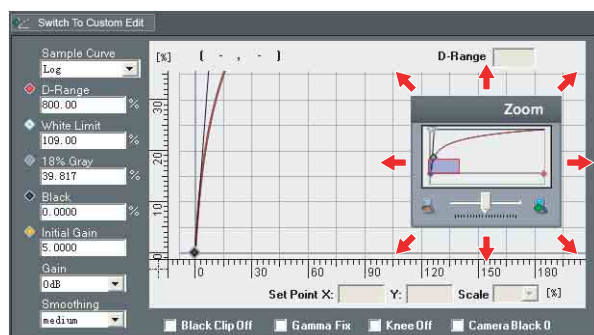 Switch To Custom Edit
Sample Curve
Log
D-Range
800.00 %
White Limit
109.00 %
18% Gray
39.817 %
Black
0.0000 %
Initial Gain
5.0000
Gain
0dB
Smoothing
medium
[%] ( - , - ) D-Range
30
20
10
0
Zoom
0 30 60 90 120 150 180
Set Point X: Y: Scale [%]
Black Clip Off Gamma Fix Knee Off Camera Black 0